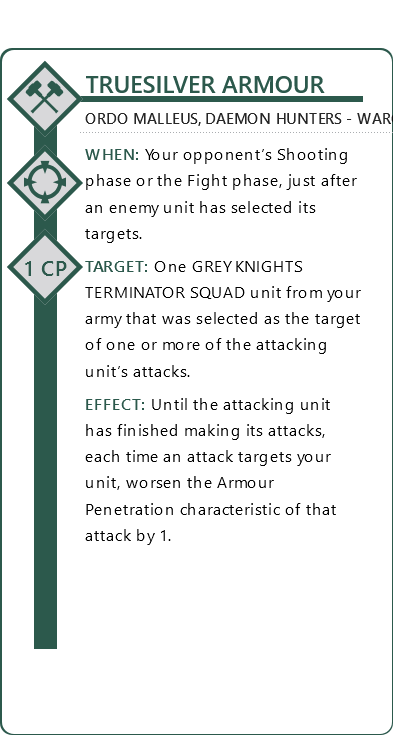 TRUESILVER ARMOUR
ORDO MALLEUS, DAEMON HUNTERS - WAR
WHEN: Your opponent's Shooting
phase or the Fight phase, just after
an enemy unit has selected its
targets.
1 CP
TARGET: One GREY KNIGHTS
TERMINATOR SQUAD unit from your
army that was selected as the target
of one or more of the attacking
unit's attacks.
EFFECT: Until the attacking unit
has finished making its attacks,
each time an attack targets your
unit, worsen the Armour
Penetration characteristic of that
attack by 1.